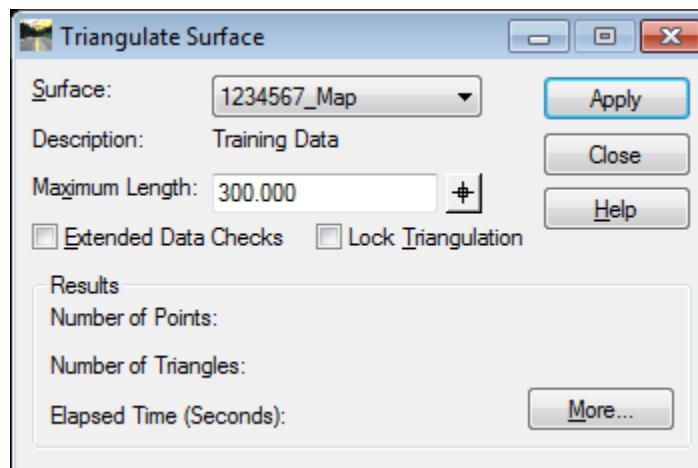 Triangulate Surface
Surface: 1234567_Map Apply
Description: Training Data Close
Maximum Length: 300.000 Help
Extended Data Checks Lock Triangulation
Results
Number of Points:
Number of Triangles:
Elapsed Time (Seconds): More...